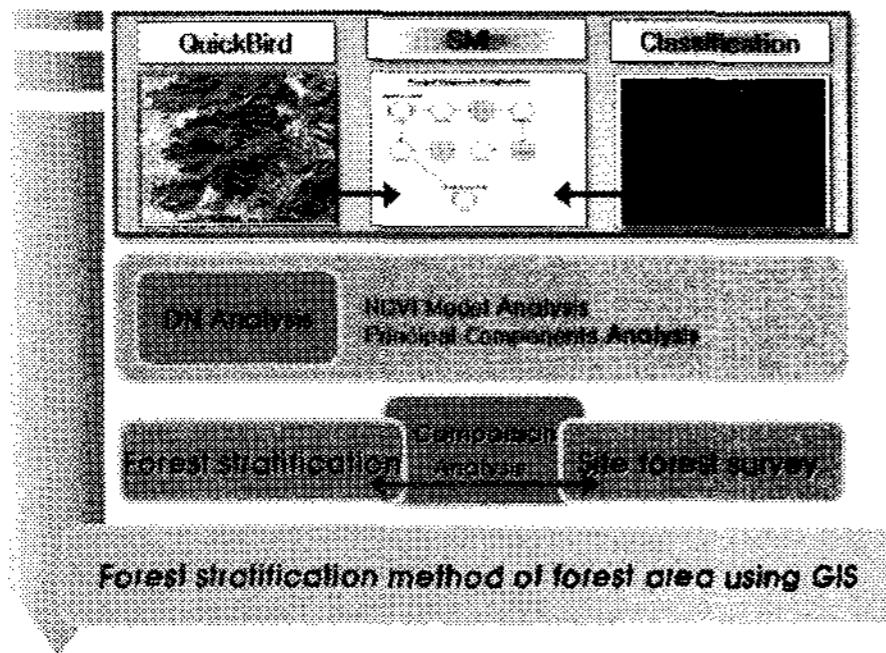 QuickBird
SMI
Classification
DN Analysis
NDVI Model Analysis
Principal Components Analysis
Forest stratification
Comparison
Analysis
Site forest survey
Forest stratification method of forest area using GIS